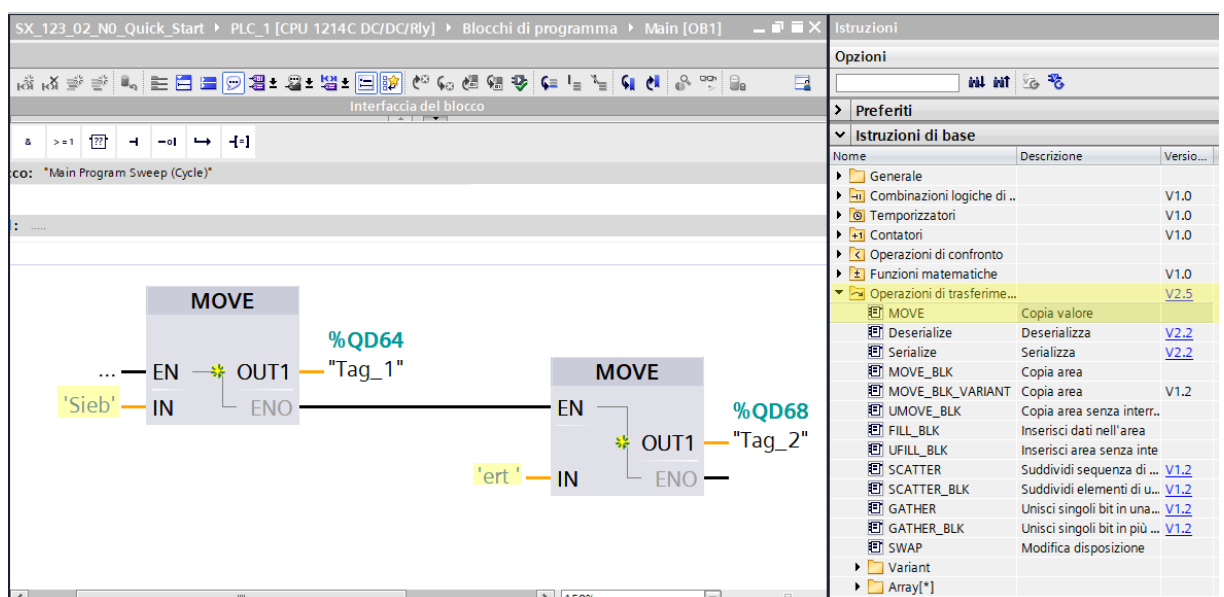 SX_123_02_N0_Quick_Start ▸ PLC_1 [CPU 1214C DC/DC/Rly] ▸ Blocchi di programma ▸ Main [OB1]
Interfaccia del blocco
& >=1 ??
cco: "Main Program Sweep (Cycle)"
: .....
MOVE
%QD64
... EN OUT1 "Tag_1"
'Sieb' IN ENO
MOVE
EN
%QD68
OUT1 "Tag_2"
'ert ' IN ENO
150%
Istruzioni
Opzioni
Preferiti
Istruzioni di base
Nome Descrizione Versio...
Generale
Combinazioni logiche di .. V1.0
Temporizzatori V1.0
Contatori V1.0
Operazioni di confronto
Funzioni matematiche V1.0
Operazioni di trasferime... V2.5
MOVE Copia valore
Deserialize Deserializza V2.2
Serialize Serializza V2.2
MOVE_BLK Copia area
MOVE_BLK_VARIANT Copia area V1.2
UMOVE_BLK Copia area senza interr..
FILL_BLK Inserisci dati nell'area
UFILL_BLK Inserisci area senza inte
SCATTER Suddividi sequenza di ... V1.2
SCATTER_BLK Suddividi elementi di u... V1.2
GATHER Unisci singoli bit in una... V1.2
GATHER_BLK Unisci singoli bit in più ... V1.2
SWAP Modifica disposizione
Variant
Array[*]